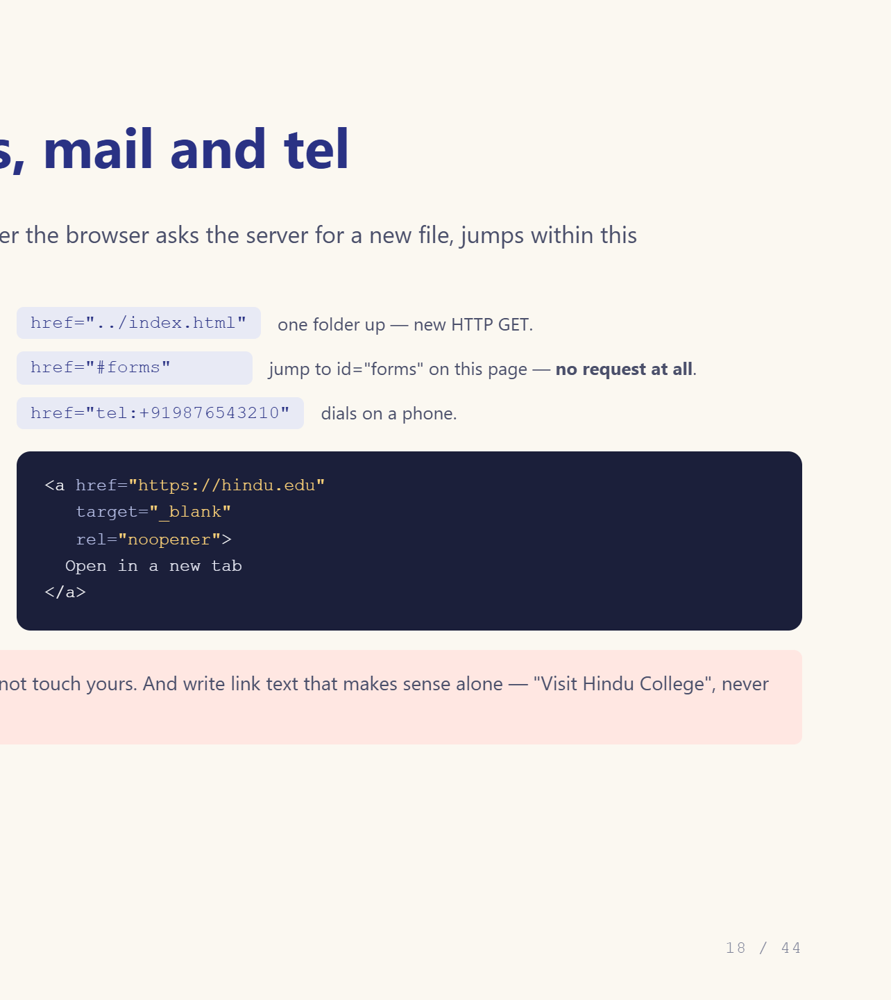 s, mail and tel
er the browser asks the server for a new file, jumps within this
href="../index.html" one folder up — new HTTP GET.
href="#forms" jump to id="forms" on this page — no request at all.
href="tel:+919876543210" dials on a phone.
<a href="https://hindu.edu"
   target="_blank"
   rel="noopener">
  Open in a new tab
</a>
not touch yours. And write link text that makes sense alone — "Visit Hindu College", never
18 / 44